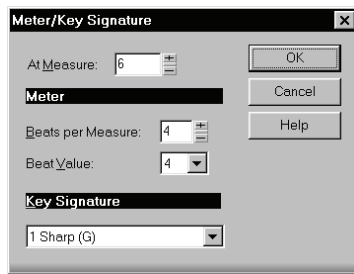 Meter/Key Signature
At Measure: 6
OK
Meter
Cancel
Beats per Measure: 4
Help
Beat Value: 4
Key Signature
1 Sharp (G)